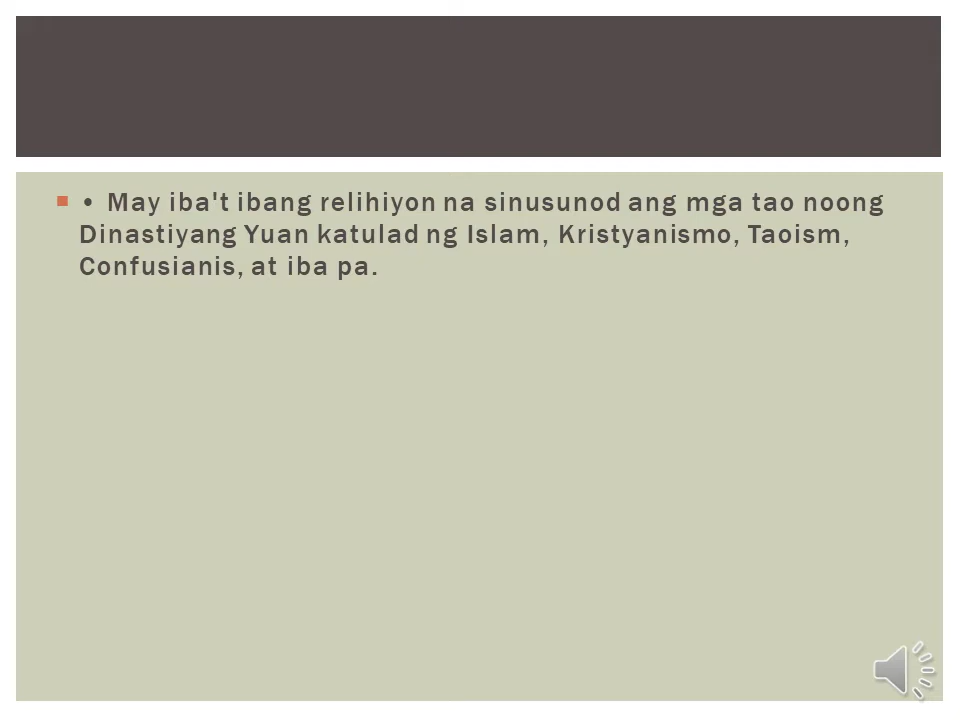 • May iba't ibang relihiyon na sinusunod ang mga tao noong
Dinastiyang Yuan katulad ng Islam, Kristyanismo, Taoism,
Confusianis, at iba pa.